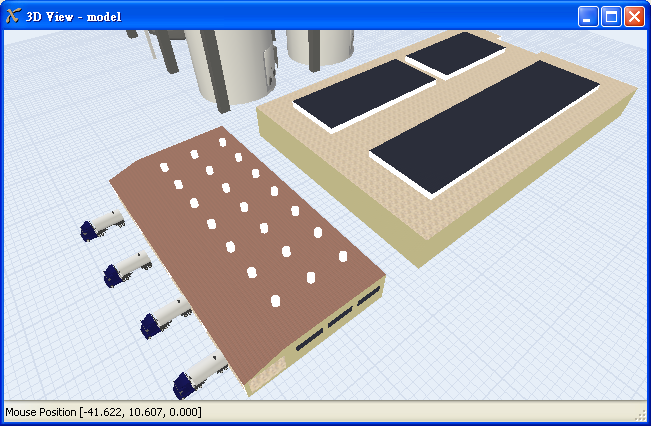 3D View - model
Mouse Position [-41.622, 10.607, 0.000]